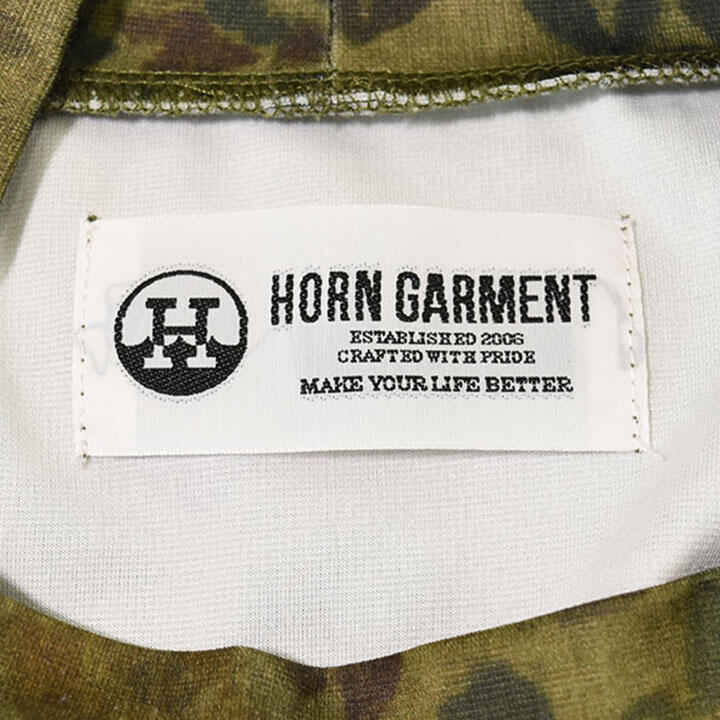 H
HORN GARMENT
ESTABLISHED 2006
CRAFTED WITH PRIDE
MAKE YOUR LIFE BETTER